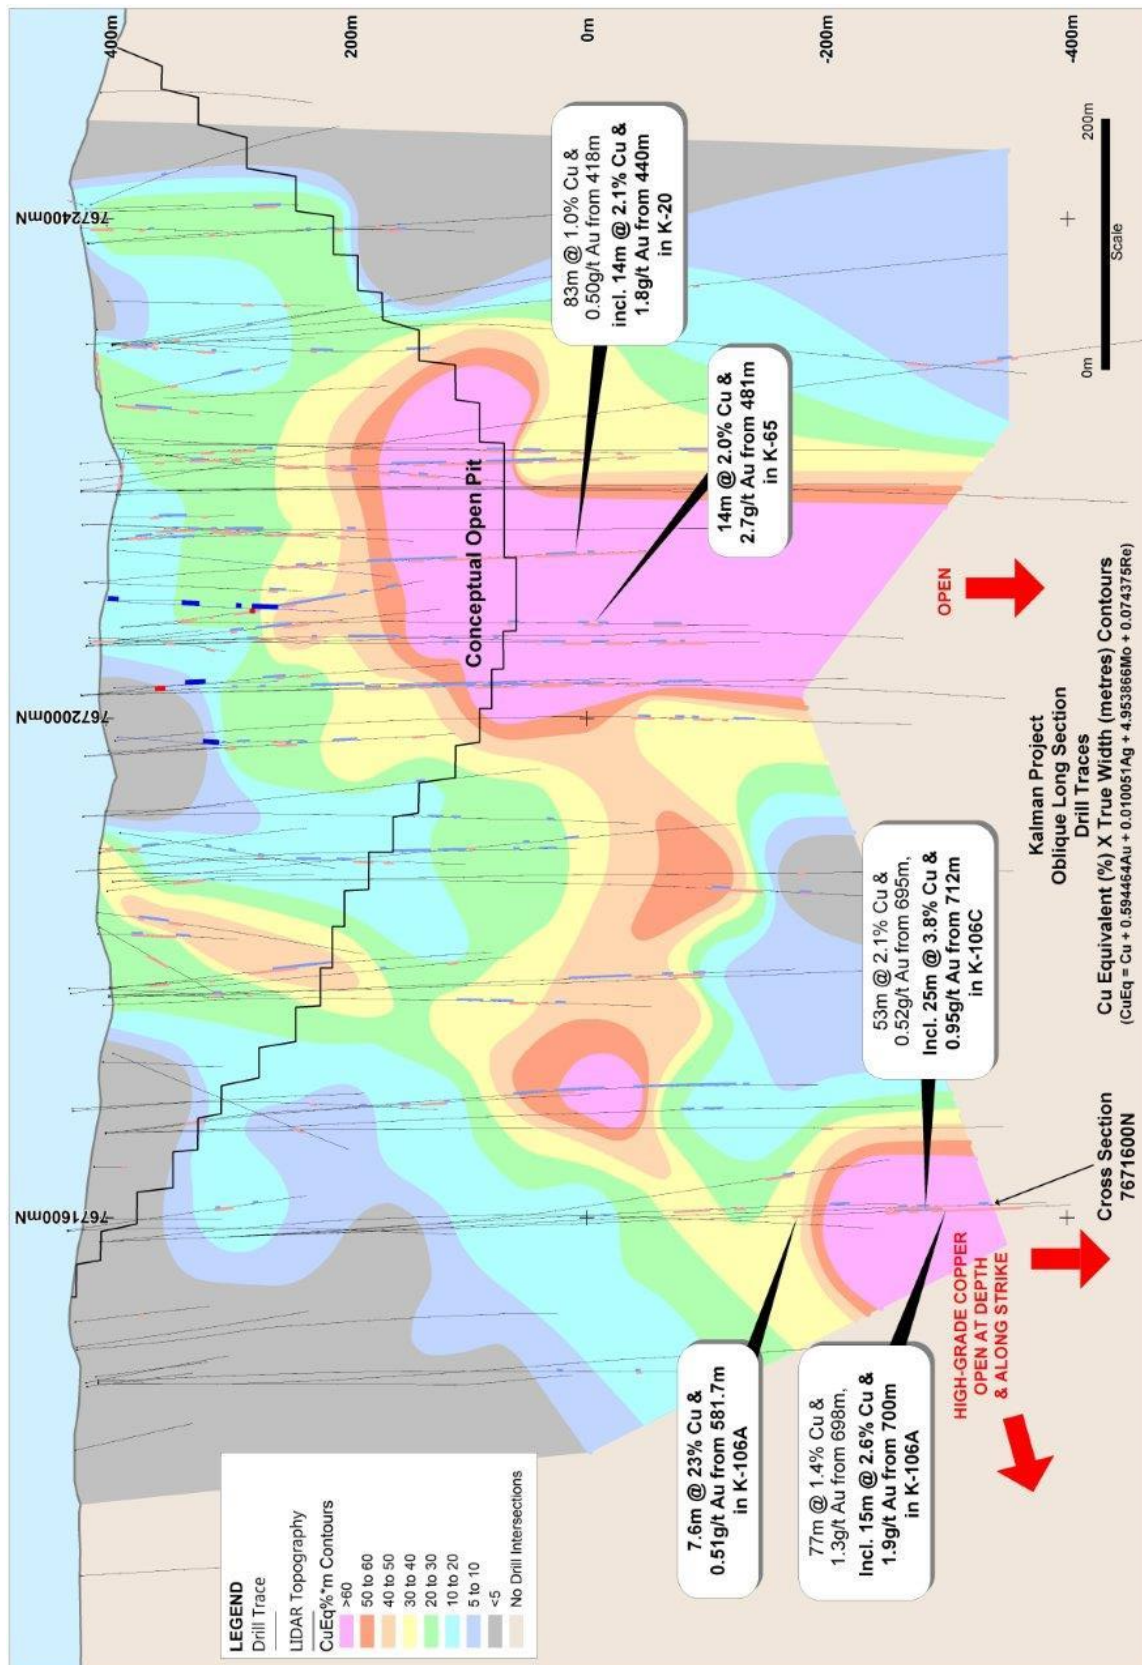 400m
200m
0m
-200m
-400m
7672400mN
7672000mN
7671600mN
83m @ 1.0% Cu &
0.50g/t Au from 418m
incl. 14m @ 2.1% Cu &
1.8g/t Au from 440m
in K-20
14m @ 2.0% Cu &
2.7g/t Au from 481m
in K-65
Conceptual Open Pit
53m @ 2.1% Cu &
0.52g/t Au from 695m,
Incl. 25m @ 3.8% Cu &
0.95g/t Au from 712m
in K-106C
7.6m @ 23% Cu &
0.51g/t Au from 581.7m
in K-106A
77m @ 1.4% Cu &
1.3g/t Au from 698m,
Incl. 15m @ 2.6% Cu &
1.9g/t Au from 700m
in K-106A
HIGH-GRADE COPPER
OPEN AT DEPTH
& ALONG STRIKE
OPEN
Cross Section
7671600N
0m
200m
Scale
Kalman Project
Oblique Long Section
Drill Traces
Cu Equivalent (%) X True Width (metres) Contours
(CuEq = Cu + 0.594464Au + 0.010051Ag + 4.953866Mo + 0.074375Re)
LEGEND
Drill Trace
LIDAR Topography
CuEq%*m Contours
>60
50 to 60
40 to 50
30 to 40
20 to 30
10 to 20
5 to 10
<5
No Drill Intersections